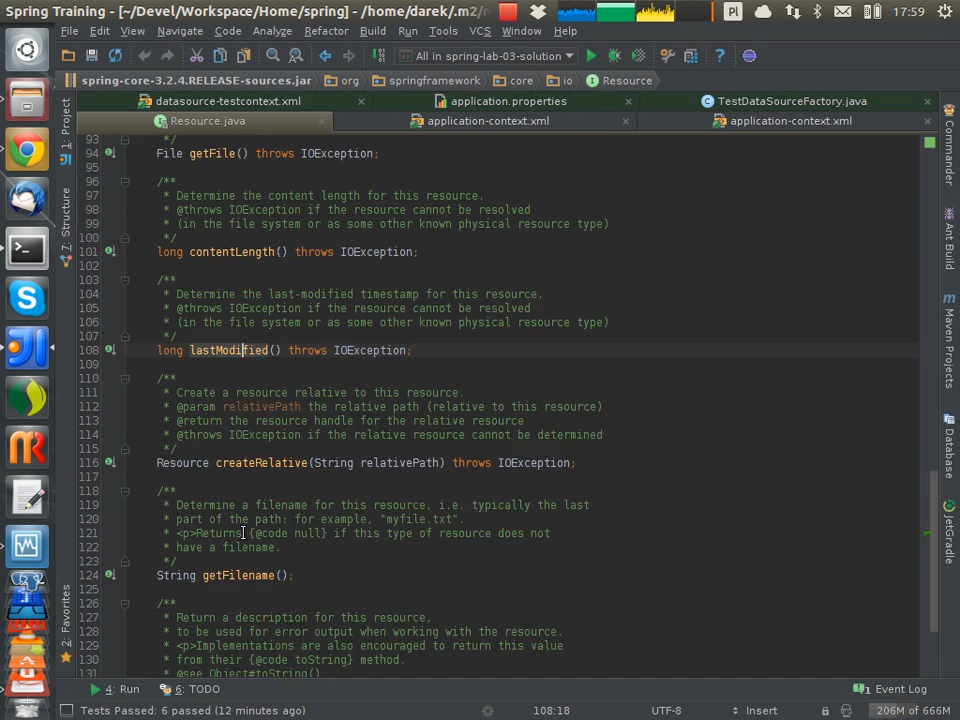 Spring Training - [~/Devel/Workspace/Home/spring] - /home/darek/.m2/
Pl
17:59
File Edit View Navigate Code Analyze Refactor Build Run Tools VCS Window Help
All in spring-lab-03-solution
spring-core-3.2.4.RELEASE-sources.jar org springframework core io Resource
datasource-testcontext.xml application.properties TestDataSourceFactory.java
Resource.java application-context.xml application-context.xml
1: Project
7: Structure
2: Favorites
93 */
94 File getFile() throws IOException;
95
96 /**
97 * Determine the content length for this resource.
98 * @throws IOException if the resource cannot be resolved
99 * (in the file system or as some other known physical resource type)
100 */
101 long contentLength() throws IOException;
102
103 /**
104 * Determine the last-modified timestamp for this resource.
105 * @throws IOException if the resource cannot be resolved
106 * (in the file system or as some other known physical resource type)
107 */
108 long lastModified() throws IOException;
109
110 /**
111 * Create a resource relative to this resource.
112 * @param relativePath the relative path (relative to this resource)
113 * @return the resource handle for the relative resource
114 * @throws IOException if the relative resource cannot be determined
115 */
116 Resource createRelative(String relativePath) throws IOException;
117
118 /**
119 * Determine a filename for this resource, i.e. typically the last
120 * part of the path: for example, "myfile.txt".
121 * <p>Returns {@code null} if this type of resource does not
122 * have a filename.
123 */
124 String getFilename();
125
126 /**
127 * Return a description for this resource,
128 * to be used for error output when working with the resource.
129 * <p>Implementations are also encouraged to return this value
130 * from their {@code toString} method.
131 * @see Object#toString()
Commander
Ant Build
Maven Projects
Database
JetGradle
4: Run 6: TODO 1 Event Log
Tests Passed: 6 passed (12 minutes ago) 108:18 UTF-8 Insert 206M of 666M